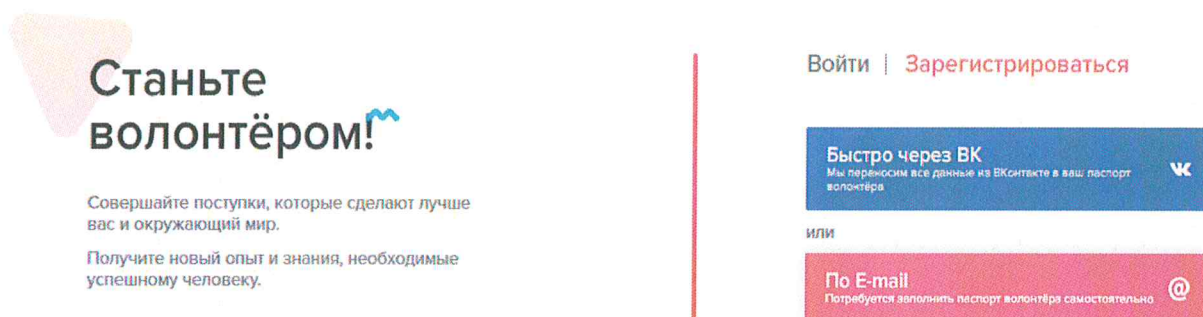 Станьте
волонтёром!
Совершайте поступки, которые сделают лучше
вас и окружающий мир.
Получите новый опыт и знания, необходимые
успешному человеку.
Войти | Зарегистрироваться
Быстро через ВК
Мы переносим все данные из ВКонтакте в ваш паспорт
волонтёра
или
По E-mail
Потребуется заполнить паспорт волонтёра самостоятельно
@